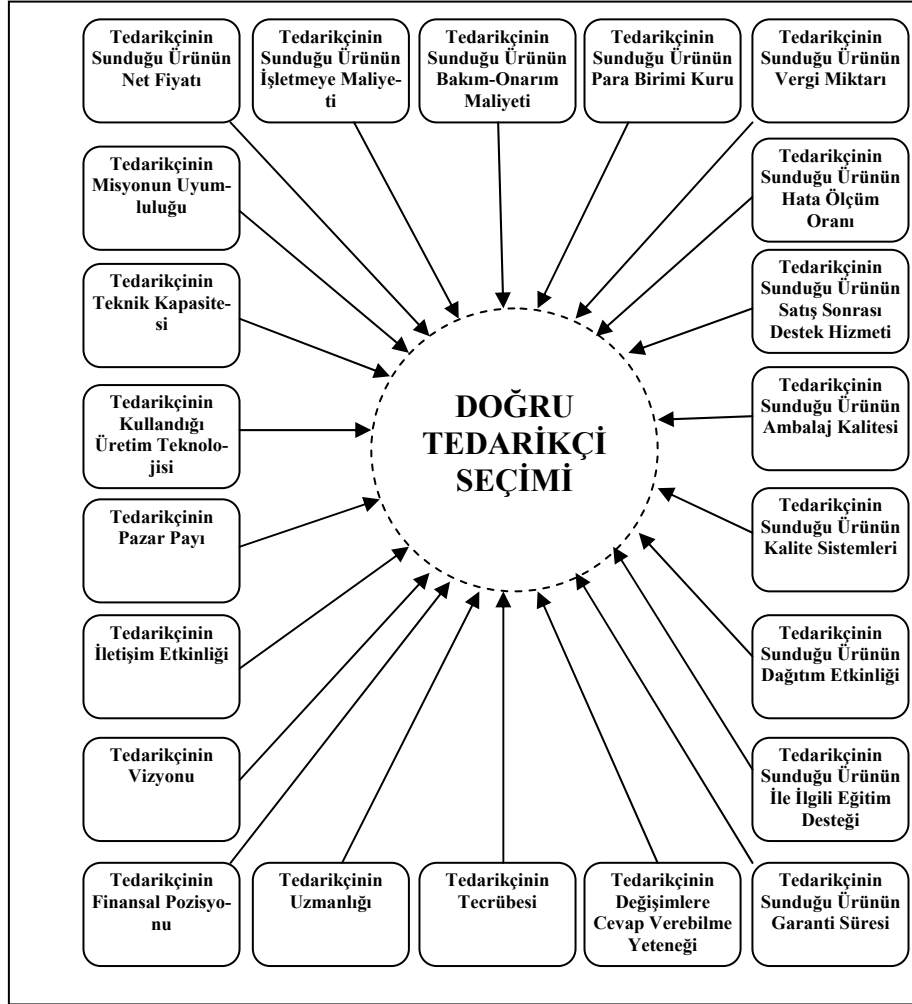 Tedarikçinin
Sunduğu Ürünün
Net Fiyatı
Tedarikçinin
Sunduğu Ürünün
İşletmeye Maliye-
ti
Tedarikçinin
Sunduğu Ürünün
Bakım-Onarım
Maliyeti
Tedarikçinin
Sunduğu Ürünün
Para Birimi Kuru
Tedarikçinin
Sunduğu Ürünün
Vergi Miktarı
Tedarikçinin
Misyonun Uyum-
luluğu
Tedarikçinin
Sunduğu Ürünün
Hata Ölçüm
Oranı
Tedarikçinin
Teknik Kapasite-
si
Tedarikçinin
Sunduğu Ürünün
Satış Sonrası
Destek Hizmeti
DOĞRU
TEDARİKÇİ
SEÇİMİ
Tedarikçinin
Kullandığı
Üretim Teknolo-
jisi
Tedarikçinin
Sunduğu Ürünün
Ambalaj Kalitesi
Tedarikçinin
Pazar Payı
Tedarikçinin
Sunduğu Ürünün
Kalite Sistemleri
Tedarikçinin
İletişim Etkinliği
Tedarikçinin
Sunduğu Ürünün
Dağıtım Etkinliği
Tedarikçinin
Vizyonu
Tedarikçinin
Sunduğu Ürünün
İle İlgili Eğitim
Desteği
Tedarikçinin
Finansal Pozisyo-
nu
Tedarikçinin
Uzmanlığı
Tedarikçinin
Tecrübesi
Tedarikçinin
Değişimlere
Cevap Verebilme
Yeteneği
Tedarikçinin
Sunduğu Ürünün
Garanti Süresi